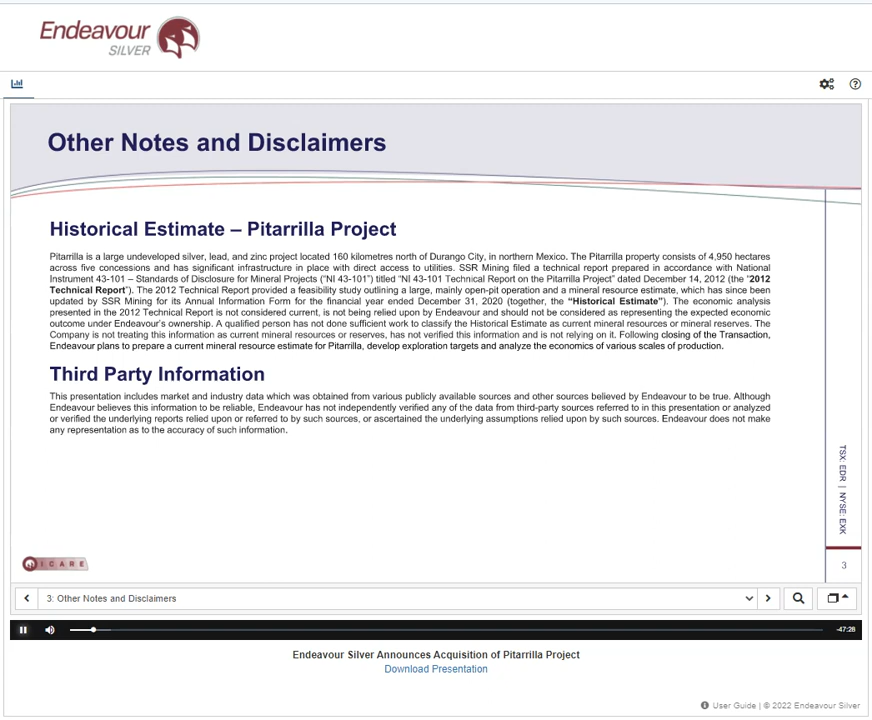 Endeavour
SILVER
Other Notes and Disclaimers
Historical Estimate – Pitarrilla Project
Pitarrilla is a large undeveloped silver, lead, and zinc project located 160 kilometres north of Durango City, in northern Mexico. The Pitarrilla property consists of 4,950 hectares
across five concessions and has significant infrastructure in place with direct access to utilities. SSR Mining filed a technical report prepared in accordance with National
Instrument 43-101 – Standards of Disclosure for Mineral Projects ("NI 43-101") titled "NI 43-101 Technical Report on the Pitarrilla Project" dated December 14, 2012 (the "2012
Technical Report"). The 2012 Technical Report provided a feasibility study outlining a large, mainly open-pit operation and a mineral resource estimate, which has since been
updated by SSR Mining for its Annual Information Form for the financial year ended December 31, 2020 (together, the "Historical Estimate"). The economic analysis
presented in the 2012 Technical Report is not considered current, is not being relied upon by Endeavour and should not be considered as representing the expected economic
outcome under Endeavour's ownership. A qualified person has not done sufficient work to classify the Historical Estimate as current mineral resources or mineral reserves. The
Company is not treating this information as current mineral resources or reserves, has not verified this information and is not relying on it. Following closing of the Transaction,
Endeavour plans to prepare a current mineral resource estimate for Pitarrilla, develop exploration targets and analyze the economics of various scales of production.
Third Party Information
This presentation includes market and industry data which was obtained from various publicly available sources and other sources believed by Endeavour to be true. Although
Endeavour believes this information to be reliable, Endeavour has not independently verified any of the data from third-party sources referred to in this presentation or analyzed
or verified the underlying reports relied upon or referred to by such sources, or ascertained the underlying assumptions relied upon by such sources. Endeavour does not make
any representation as to the accuracy of such information.
TSX: EDR | NYSE: EXK
I CARE
3
3: Other Notes and Disclaimers
-47:28
Endeavour Silver Announces Acquisition of Pitarrilla Project
Download Presentation
User Guide | © 2022 Endeavour Silver